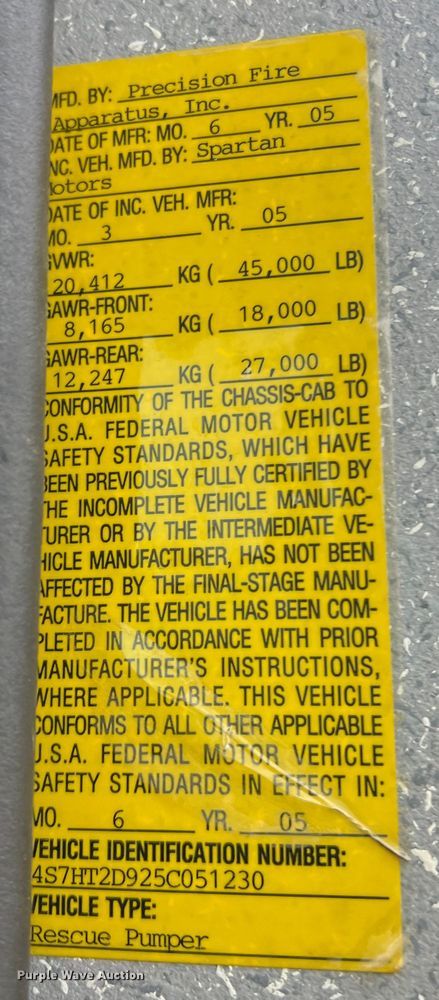 MFD. BY: Precision Fire
Apparatus, Inc.
DATE OF MFR: MO. 6 YR. 05
INC. VEH. MFD. BY: Spartan
Motors
DATE OF INC. VEH. MFR:
MO. 3 YR. 05
GVWR:
20,412 KG ( 45,000 LB)
GAWR-FRONT:
8,165 KG ( 18,000 LB)
GAWR-REAR:
12,247 KG ( 27,000 LB)
CONFORMITY OF THE CHASSIS-CAB TO
U.S.A. FEDERAL MOTOR VEHICLE
SAFETY STANDARDS, WHICH HAVE
BEEN PREVIOUSLY FULLY CERTIFIED BY
THE INCOMPLETE VEHICLE MANUFAC-
TURER OR BY THE INTERMEDIATE VE-
HICLE MANUFACTURER, HAS NOT BEEN
AFFECTED BY THE FINAL-STAGE MANU-
FACTURE. THE VEHICLE HAS BEEN COM-
PLETED IN ACCORDANCE WITH PRIOR
MANUFACTURER'S INSTRUCTIONS,
WHERE APPLICABLE. THIS VEHICLE
CONFORMS TO ALL OTHER APPLICABLE
U.S.A. FEDERAL MOTOR VEHICLE
SAFETY STANDARDS IN EFFECT IN:
MO. 6 YR. 05
VEHICLE IDENTIFICATION NUMBER:
4S7HT2D925C051230
VEHICLE TYPE:
Rescue Pumper
Purple Wave Auction